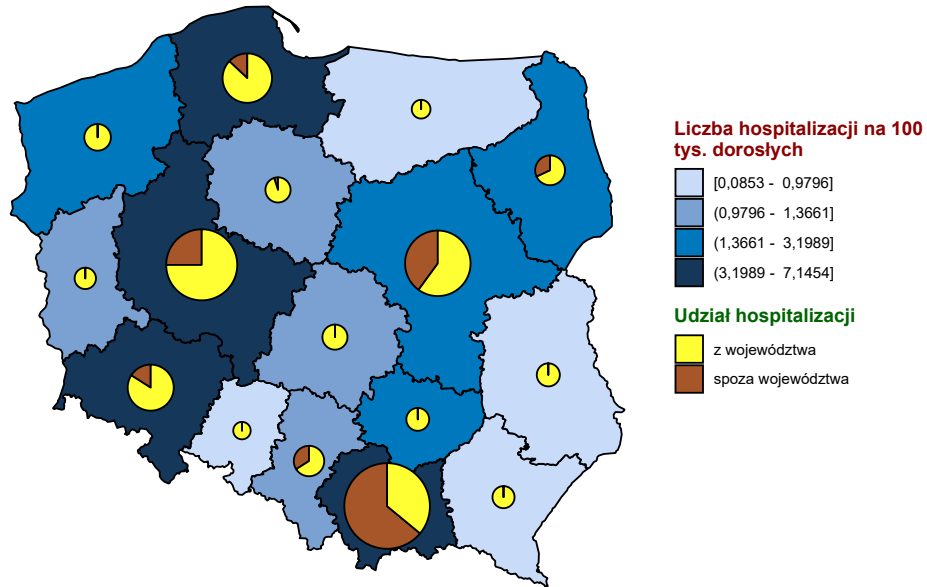 Liczba hospitalizacji na 100
tys. dorosłych
[0,0853 - 0,9796]
(0,9796 - 1,3661]
(1,3661 - 3,1989]
(3,1989 - 7,1454]
Udział hospitalizacji
z województwa
spoza województwa